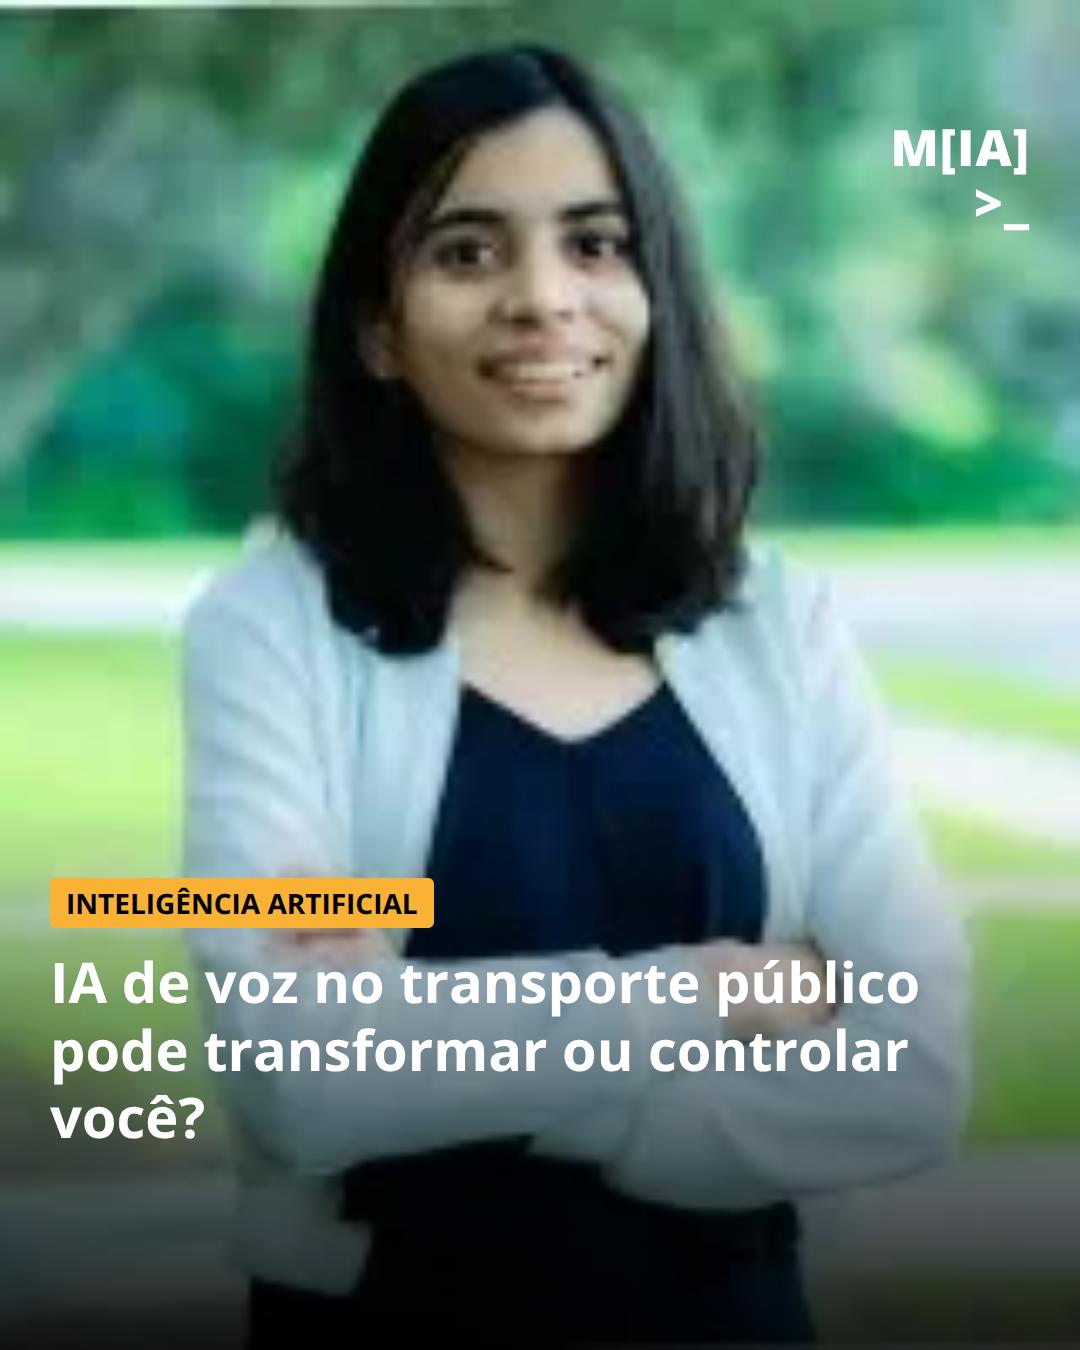 M[IA]
>_
INTELIGÊNCIA ARTIFICIAL
IA de voz no transporte público
pode transformar ou controlar
você?